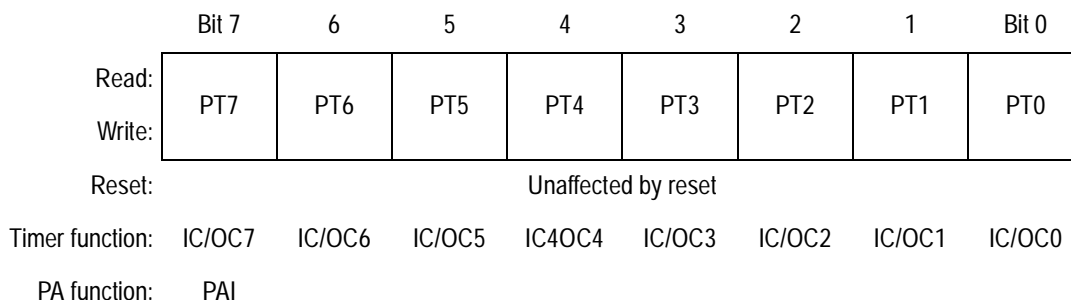 Bit 7 6 5 4 3 2 1 Bit 0
Read:
PT7 PT6 PT5 PT4 PT3 PT2 PT1 PT0
Write:
Reset: Unaffected by reset
Timer function: IC/OC7 IC/OC6 IC/OC5 IC4OC4 IC/OC3 IC/OC2 IC/OC1 IC/OC0
PA function: PAI